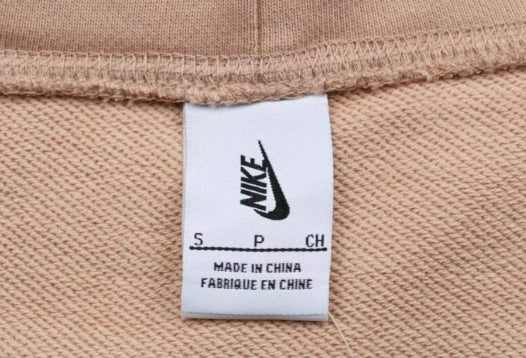 NIKE
S P CH
MADE IN CHINA
FABRIQUE EN CHINE